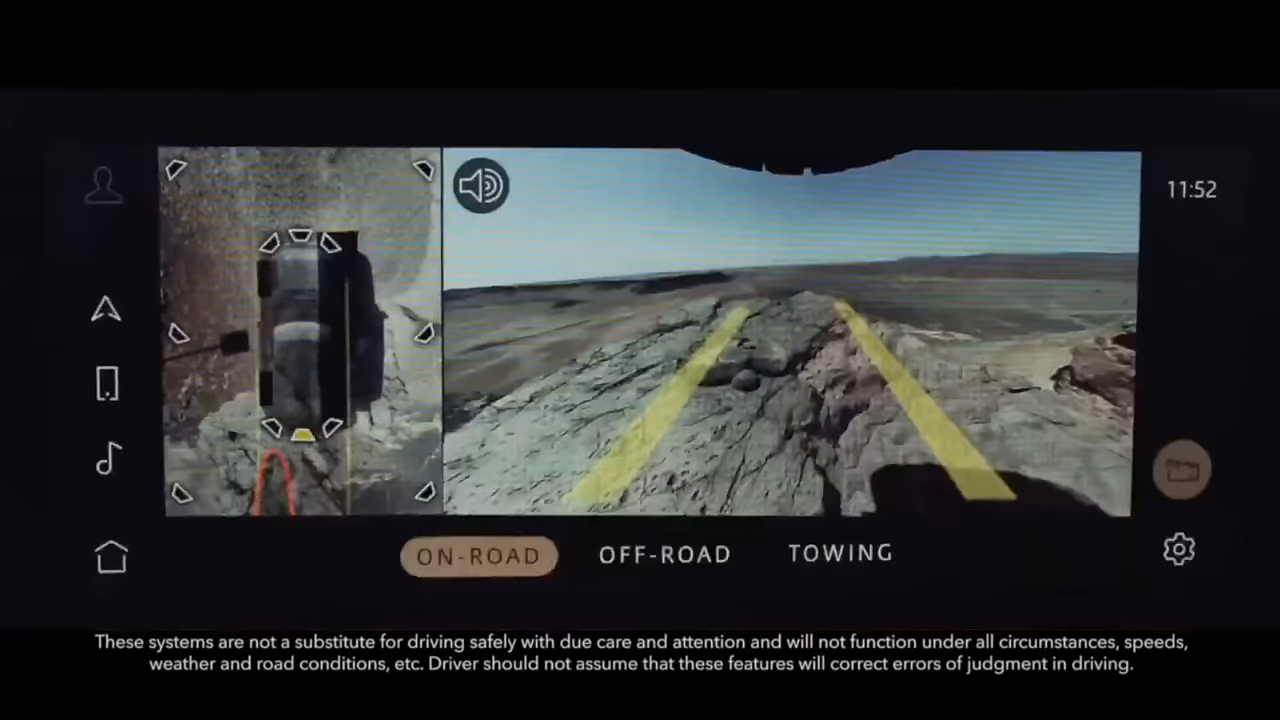 11:52
ON-ROAD
OFF-ROAD
TOWING
These systems are not a substitute for driving safely with due care and attention and will not function under all circumstances, speeds,
weather and road conditions, etc. Driver should not assume that these features will correct errors of judgment in driving.